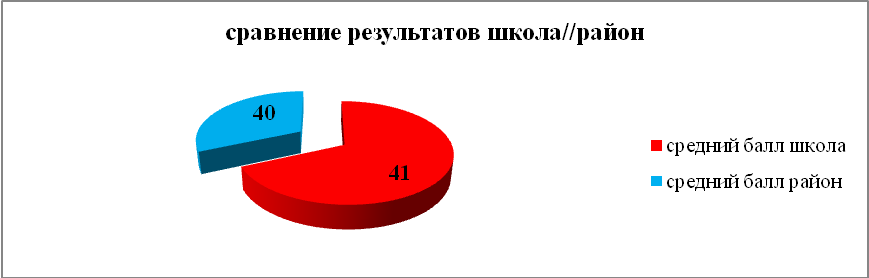 сравнение результатов школа//район
40
41
средний балл школа
средний балл район